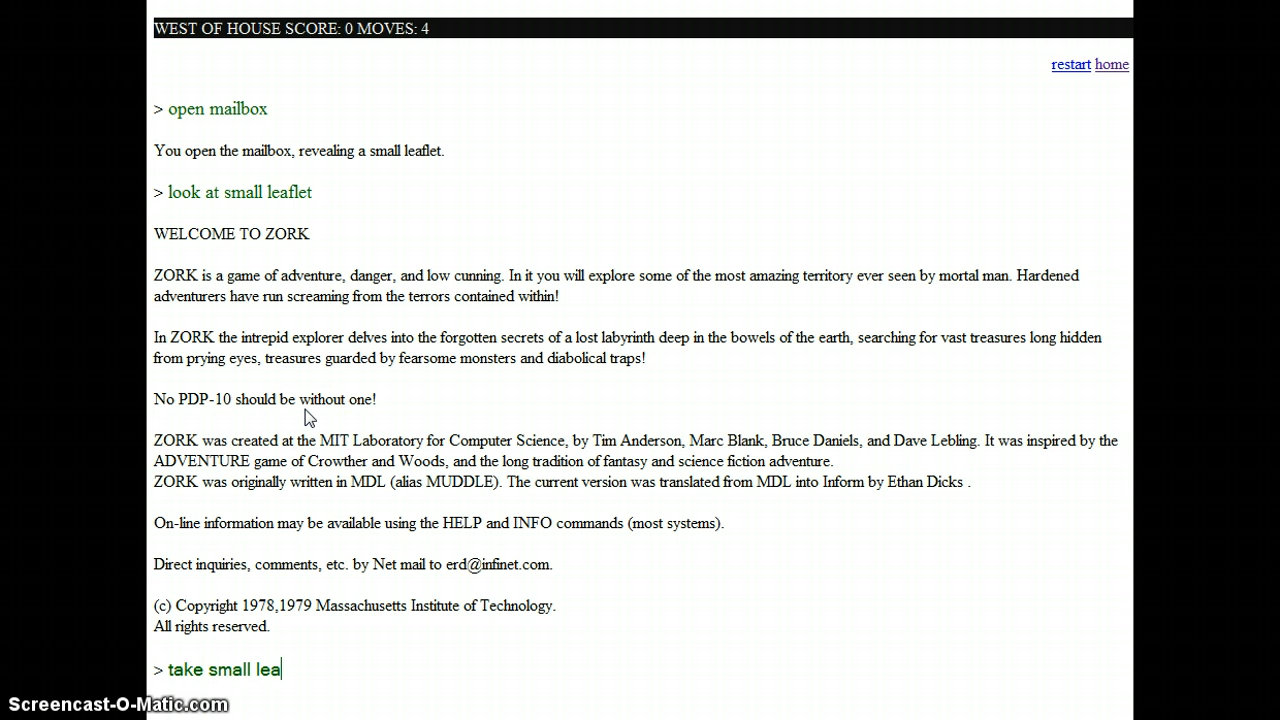 WEST OF HOUSE SCORE: 0 MOVES: 4
restart home
> open mailbox
You open the mailbox, revealing a small leaflet.
> look at small leaflet
WELCOME TO ZORK
ZORK is a game of adventure, danger, and low cunning. In it you will explore some of the most amazing territory ever seen by mortal man. Hardened
adventurers have run screaming from the terrors contained within!
In ZORK the intrepid explorer delves into the forgotten secrets of a lost labyrinth deep in the bowels of the earth, searching for vast treasures long hidden
from prying eyes, treasures guarded by fearsome monsters and diabolical traps!
No PDP-10 should be without one!
ZORK was created at the MIT Laboratory for Computer Science, by Tim Anderson, Marc Blank, Bruce Daniels, and Dave Lebling. It was inspired by the
ADVENTURE game of Crowther and Woods, and the long tradition of fantasy and science fiction adventure.
ZORK was originally written in MDL (alias MUDDLE). The current version was translated from MDL into Inform by Ethan Dicks .
On-line information may be available using the HELP and INFO commands (most systems).
Direct inquiries, comments, etc. by Net mail to erd@infinet.com.
(c) Copyright 1978,1979 Massachusetts Institute of Technology.
All rights reserved.
> take small lea
Screencast-O-Matic.com